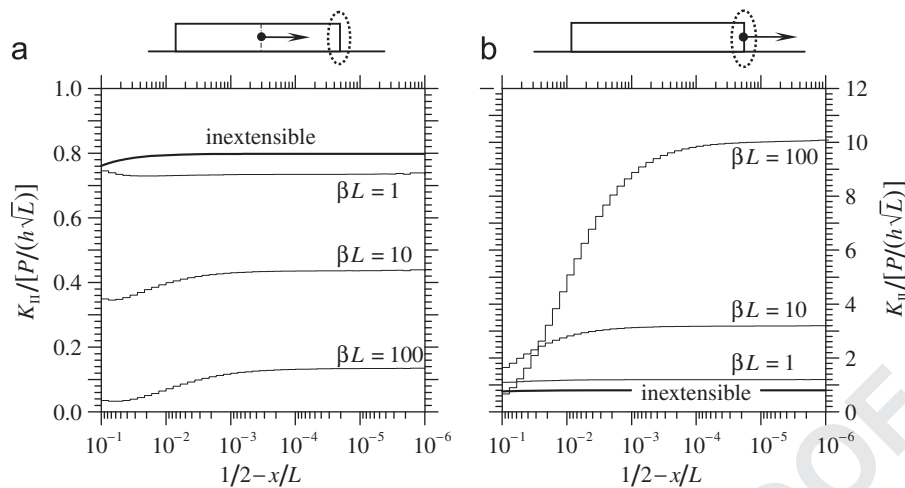 a
b
K_II/[P/(h√L)]
1.0
0.8
0.6
0.4
0.2
0.0
inextensible
βL = 1
βL = 10
βL = 100
10^-1
10^-2
10^-3
10^-4
10^-5
10^-6
1/2−x/L
βL = 100
βL = 10
βL = 1
inextensible
10^-1
10^-2
10^-3
10^-4
10^-5
10^-6
1/2−x/L
12
10
8
6
4
2
0
K_II/[P/(h√L)]
OOF